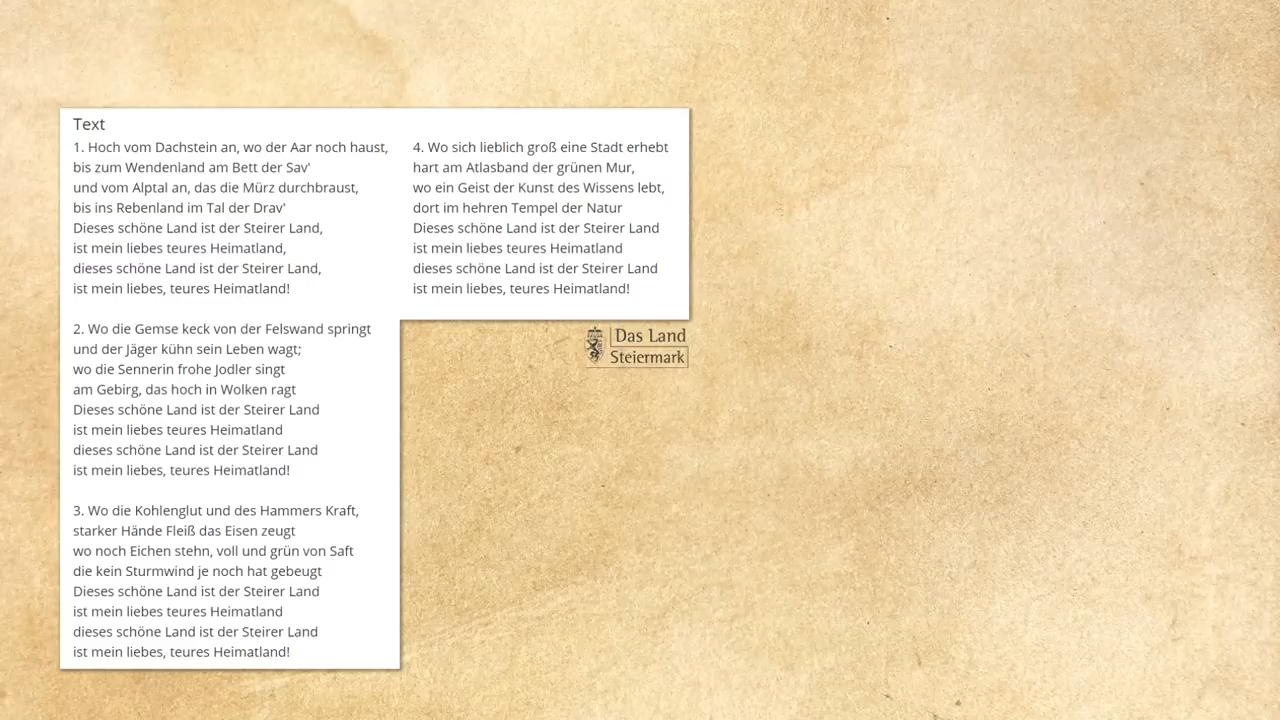 Text
1. Hoch vom Dachstein an, wo der Aar noch haust,
bis zum Wendenland am Bett der Sav'
und vom Alptal an, das die Mürz durchbraust,
bis ins Rebenland im Tal der Drav'
Dieses schöne Land ist der Steirer Land,
ist mein liebes teures Heimatland,
dieses schöne Land ist der Steirer Land,
ist mein liebes, teures Heimatland!
2. Wo die Gemse keck von der Felswand springt
und der Jäger kühn sein Leben wagt;
wo die Sennerin frohe Jodler singt
am Gebirg, das hoch in Wolken ragt
Dieses schöne Land ist der Steirer Land
ist mein liebes teures Heimatland
dieses schöne Land ist der Steirer Land
ist mein liebes, teures Heimatland!
3. Wo die Kohlenglut und des Hammers Kraft,
starker Hände Fleiß das Eisen zeugt
wo noch Eichen stehn, voll und grün von Saft
die kein Sturmwind je noch hat gebeugt
Dieses schöne Land ist der Steirer Land
ist mein liebes teures Heimatland
dieses schöne Land ist der Steirer Land
ist mein liebes, teures Heimatland!
4. Wo sich lieblich groß eine Stadt erhebt
hart am Atlasband der grünen Mur,
wo ein Geist der Kunst des Wissens lebt,
dort im hehren Tempel der Natur
Dieses schöne Land ist der Steirer Land
ist mein liebes teures Heimatland
dieses schöne Land ist der Steirer Land
ist mein liebes, teures Heimatland!
Das Land
Steiermark